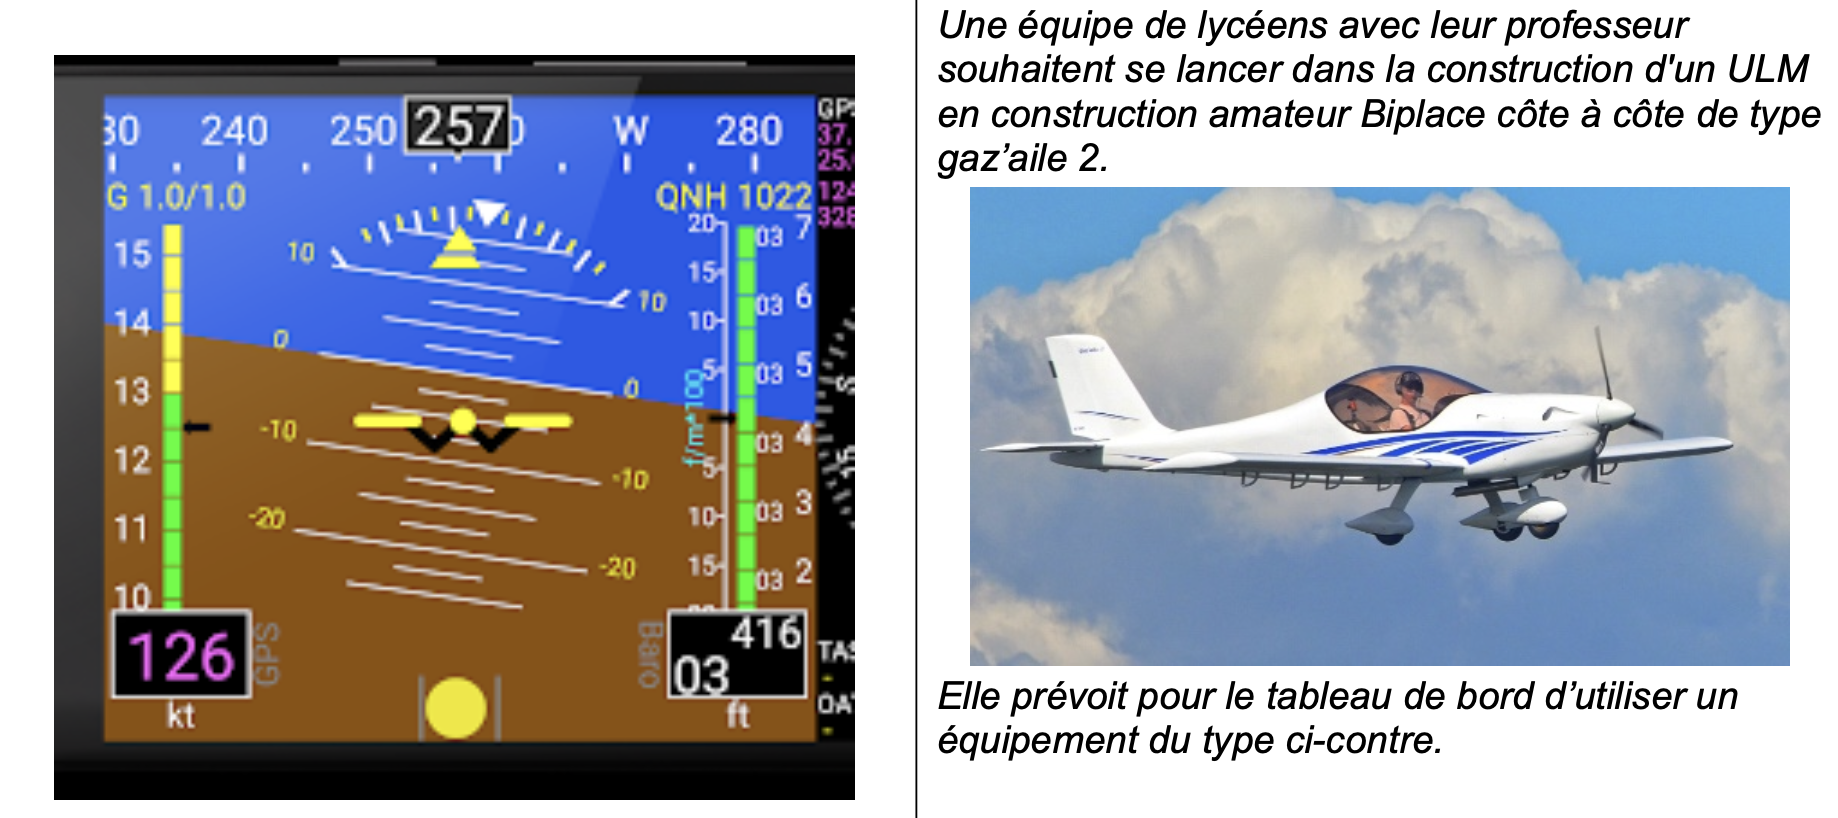 30 240 250 257 0 W 280
GPS
37.
25.
G 1.0/1.0
QNH 1022
124
328
20
03 7
15
10
10
15
14
03 6
10
0
0
5
03 5
13
f/m*100
-10
-10
03 4
12
5
15
11
-20
-20
10
03 3
15
03 2
10
126
GPS
kt
Baro
416
03
ft
TAS
OAT
Une équipe de lycéens avec leur professeur
souhaitent se lancer dans la construction d'un ULM
en construction amateur Biplace côte à côte de type
gaz’aile 2.
Elle prévoit pour le tableau de bord d’utiliser un
équipement du type ci-contre.